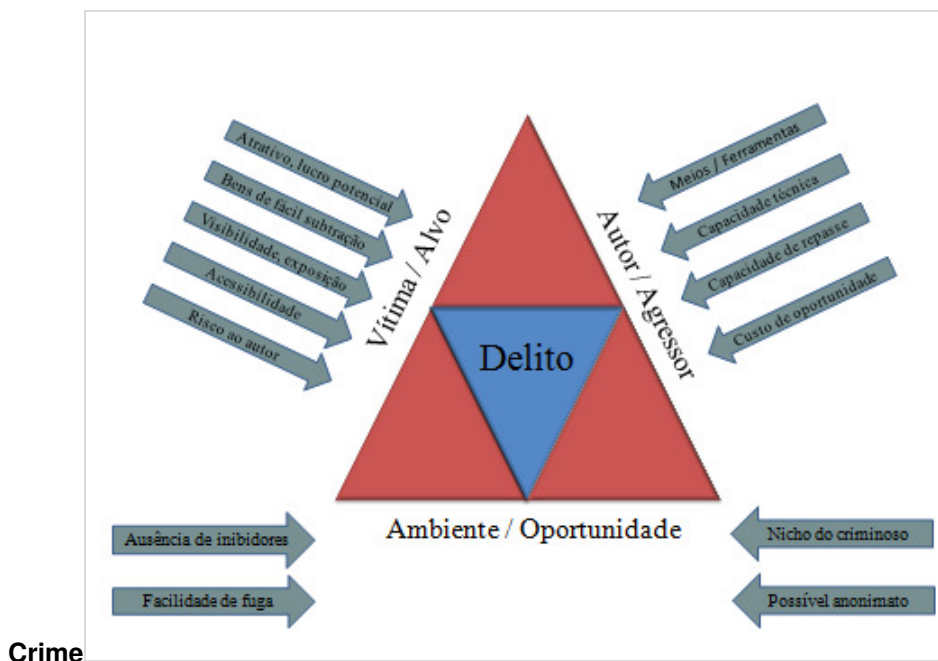 Atrativo, lucro potencial
Bens de fácil subtração
Visibilidade, exposição
Acessibilidade
Risco ao autor
Vítima / Alvo
Meios / Ferramentas
Capacidade técnica
Capacidade de repasse
Custo de oportunidade
Autor / Agressor
Delito
Ambiente / Oportunidade
Ausência de inibidores
Nicho do criminoso
Facilidade de fuga
Possível anonimato
Crime